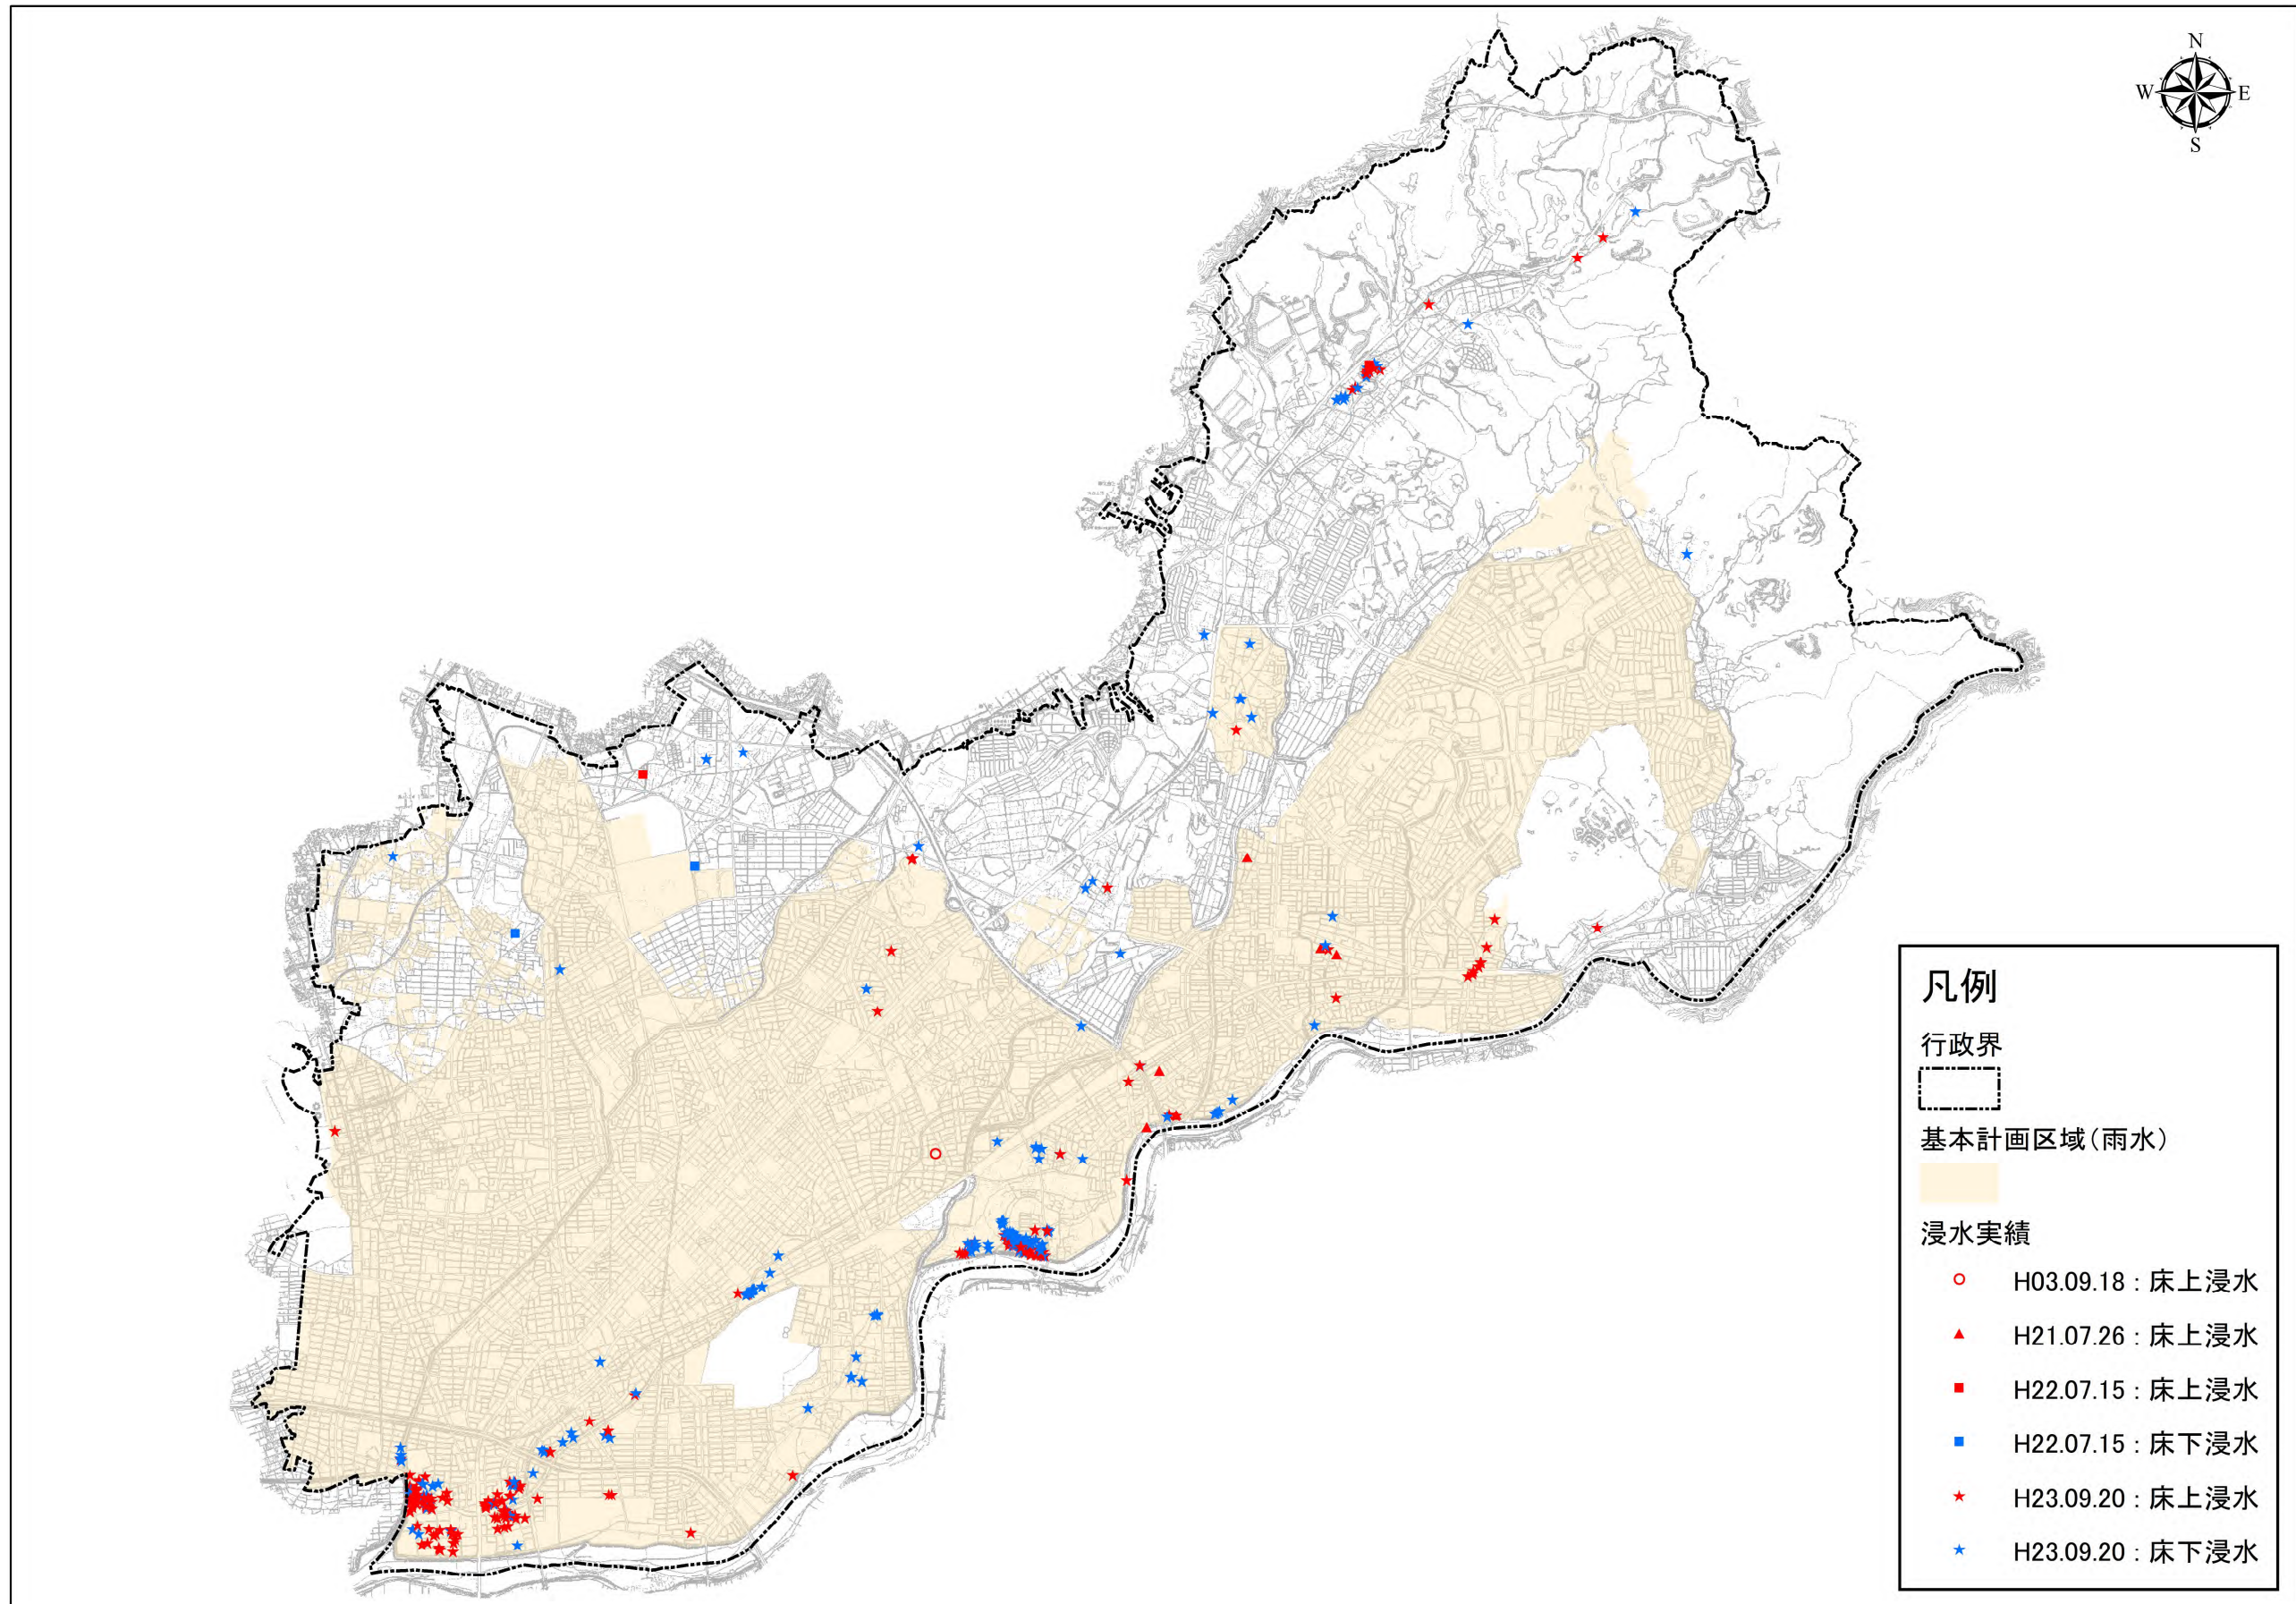 N
W E
S
凡例
行政界
基本計画区域(雨水)
浸水実績
H03.09.18 : 床上浸水
H21.07.26 : 床上浸水
H22.07.15 : 床上浸水
H22.07.15 : 床下浸水
H23.09.20 : 床上浸水
H23.09.20 : 床下浸水